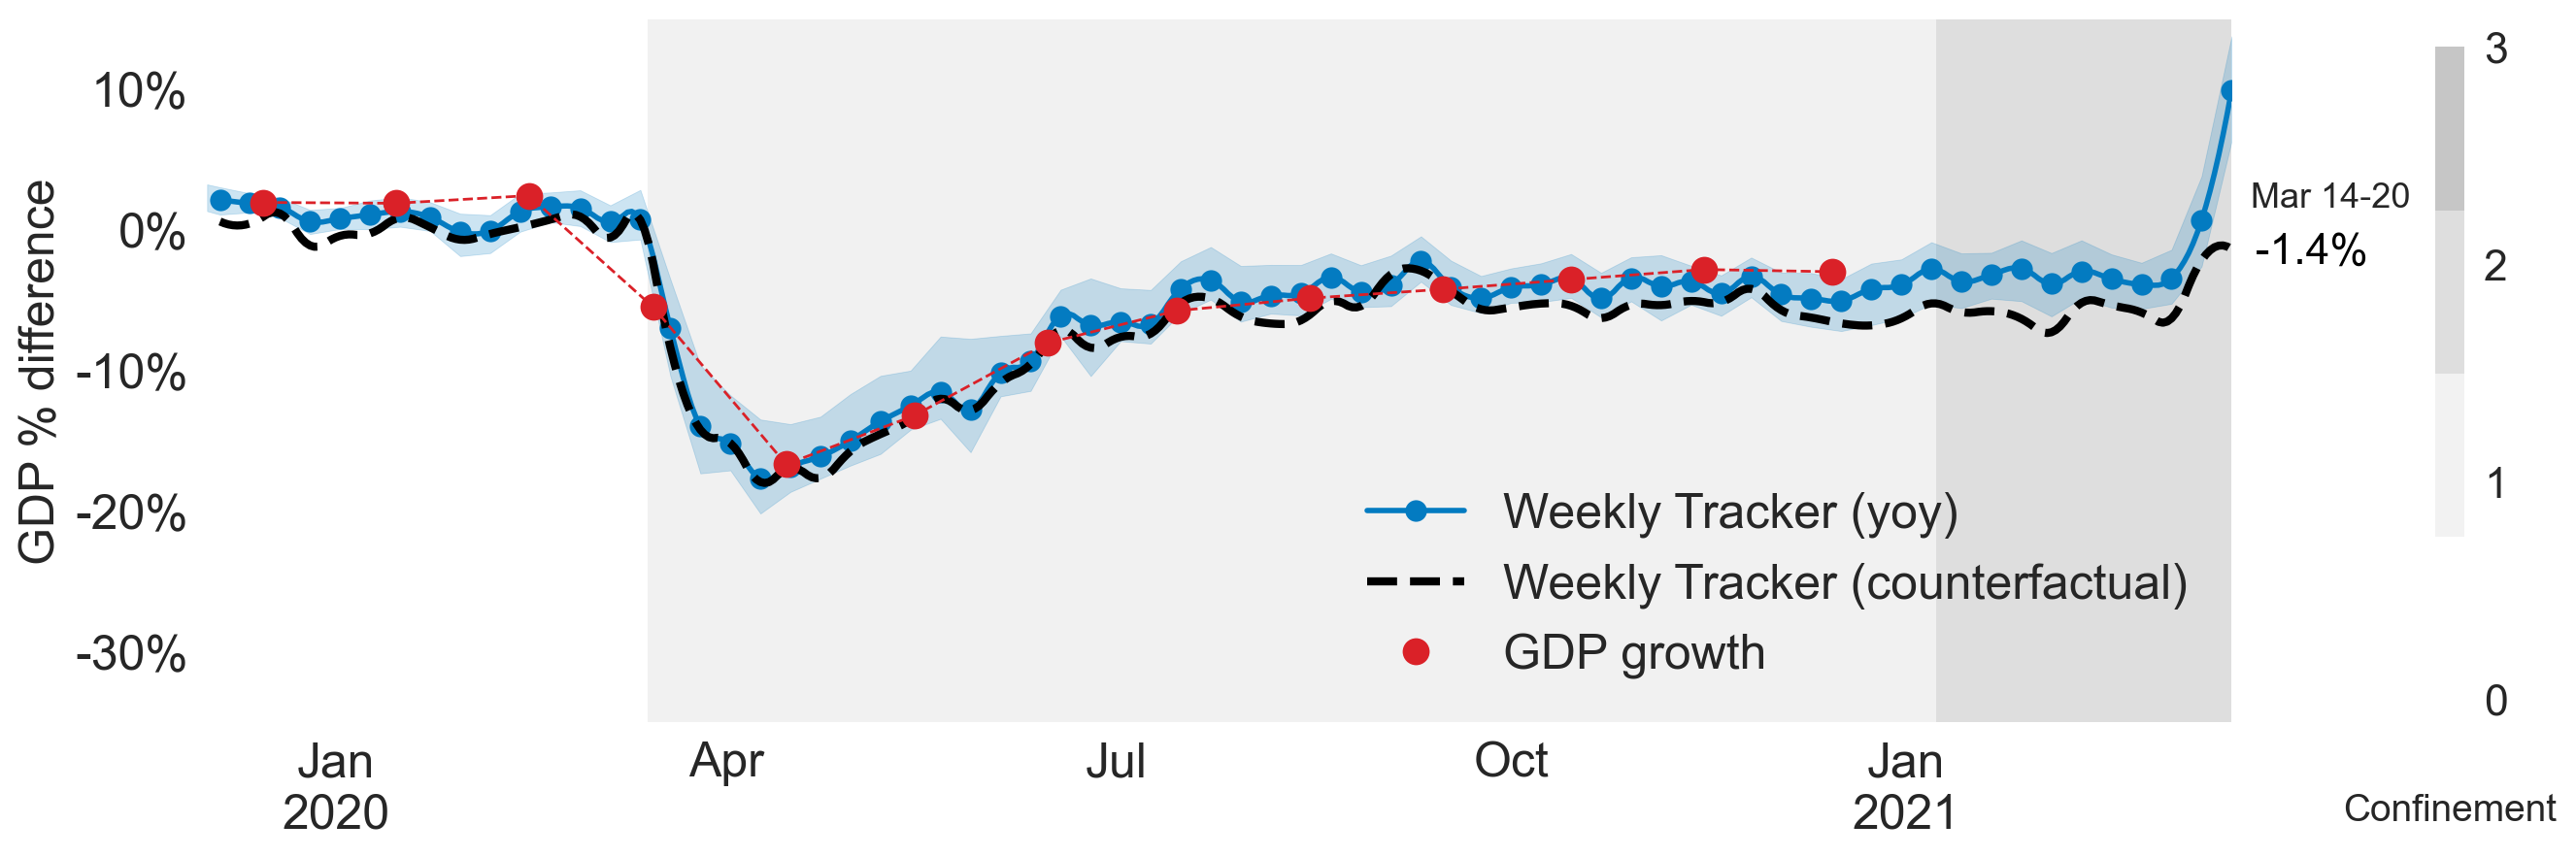 GDP % difference
10%
0%
-10%
-20%
-30%
Jan
2020
Apr
Jul
Oct
Jan
2021
Weekly Tracker (yoy)
Weekly Tracker (counterfactual)
GDP growth
Mar 14-20
-1.4%
3
2
1
0
Confinement